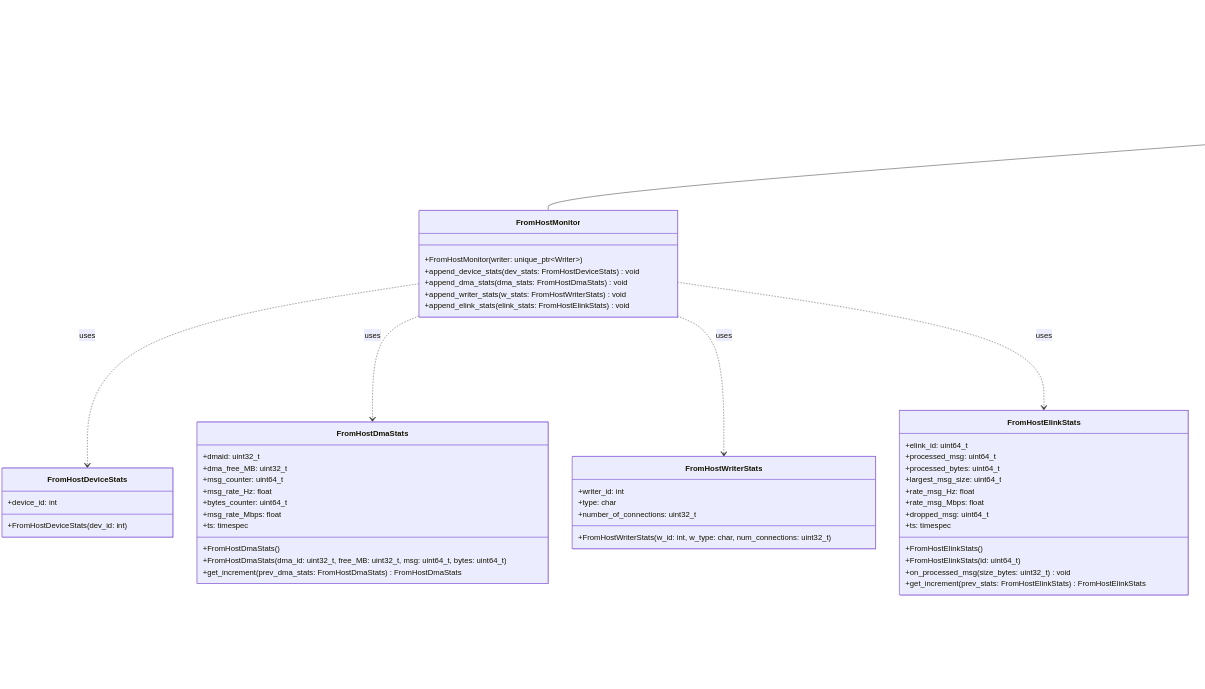 FromHostMonitor
+FromHostMonitor(writer: unique_ptr<Writer>)
+append_device_stats(dev_stats: FromHostDeviceStats) : void
+append_dma_stats(dma_stats: FromHostDmaStats) : void
+append_writer_stats(w_stats: FromHostWriterStats) : void
+append_elink_stats(elink_stats: FromHostElinkStats) : void
uses
uses
uses
uses
FromHostDeviceStats
+device_id: int
+FromHostDeviceStats(dev_id: int)
FromHostDmaStats
+dmaid: uint32_t
+dma_free_MB: uint32_t
+msg_counter: uint64_t
+msg_rate_Hz: float
+bytes_counter: uint64_t
+msg_rate_Mbps: float
+ts: timespec
+FromHostDmaStats()
+FromHostDmaStats(dma_id: uint32_t, free_MB: uint32_t, msg: uint64_t, bytes: uint64_t)
+get_increment(prev_dma_stats: FromHostDmaStats) : FromHostDmaStats
FromHostWriterStats
+writer_id: int
+type: char
+number_of_connections: uint32_t
+FromHostWriterStats(w_id: int, w_type: char, num_connections: uint32_t)
FromHostElinkStats
+elink_id: uint64_t
+processed_msg: uint64_t
+processed_bytes: uint64_t
+largest_msg_size: uint64_t
+rate_msg_Hz: float
+rate_msg_Mbps: float
+dropped_msg: uint64_t
+ts: timespec
+FromHostElinkStats()
+FromHostElinkStats(id: uint64_t)
+on_processed_msg(size_bytes: uint32_t) : void
+get_increment(prev_stats: FromHostElinkStats) : FromHostElinkStats